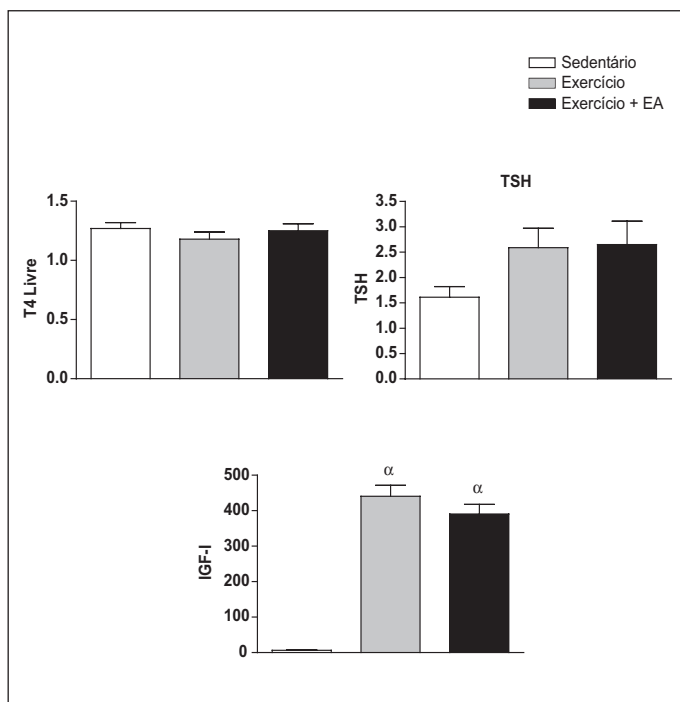 Sedentário
Exercício
Exercício + EA
T4 Livre
1.5
1.0
0.5
0.0
TSH
TSH
3.5
3.0
2.5
2.0
1.5
1.0
0.5
0.0
IGF-I
500
400
300
200
100
0
α
α